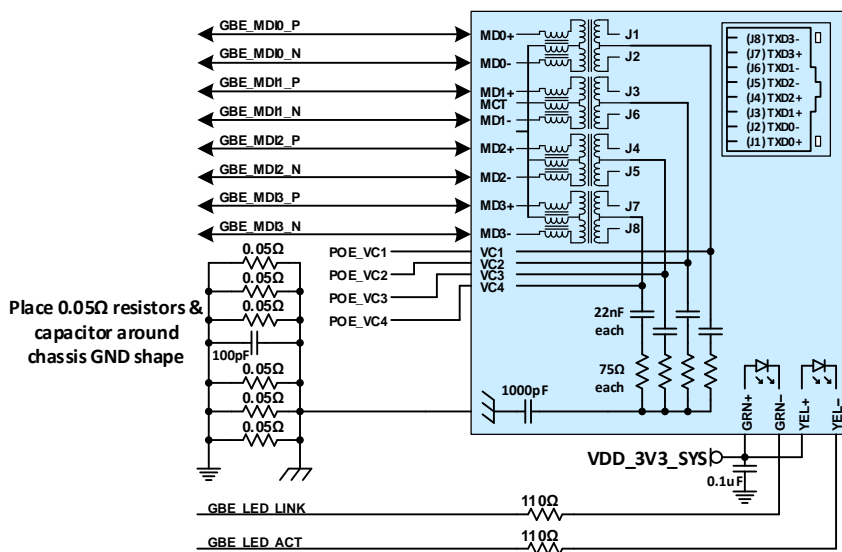 GBE_MDI0_P
MD0+
J1
GBE_MDI0_N
MD0-
J2
GBE_MDI1_P
MD1+
MCT
J3
GBE_MDI1_N
MD1-
J6
GBE_MDI2_P
MD2+
J4
GBE_MDI2_N
MD2-
J5
GBE_MDI3_P
MD3+
J7
GBE_MDI3_N
MD3-
J8
(J8) TXD3-
(J7) TXD3+
(J6) TXD1-
(J5) TXD2-
(J4) TXD2+
(J3) TXD1+
(J2) TXD0-
(J1) TXD0+
POE_VC1
VC1
POE_VC2
VC2
POE_VC3
VC3
POE_VC4
VC4
0.05Ω
0.05Ω
0.05Ω
100pF
0.05Ω
0.05Ω
0.05Ω
Place 0.05Ω resistors &
capacitor around
chassis GND shape
22nF
each
75Ω
each
1000pF
GRN+
GRN–
YEL+
YEL–
VDD_3V3_SYS
0.1uF
GBE_LED_LINK
110Ω
GBE_LED_ACT
110Ω